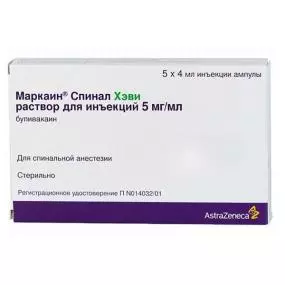 5 x 4 мл инъекции ампулы
Маркаин® Спинал Хэви
раствор для инъекций 5 мг/мл
бупивакаин
Для спинальной анестезии
Стерильно
Регистрационное удостоверение П N014032/01
AstraZeneca